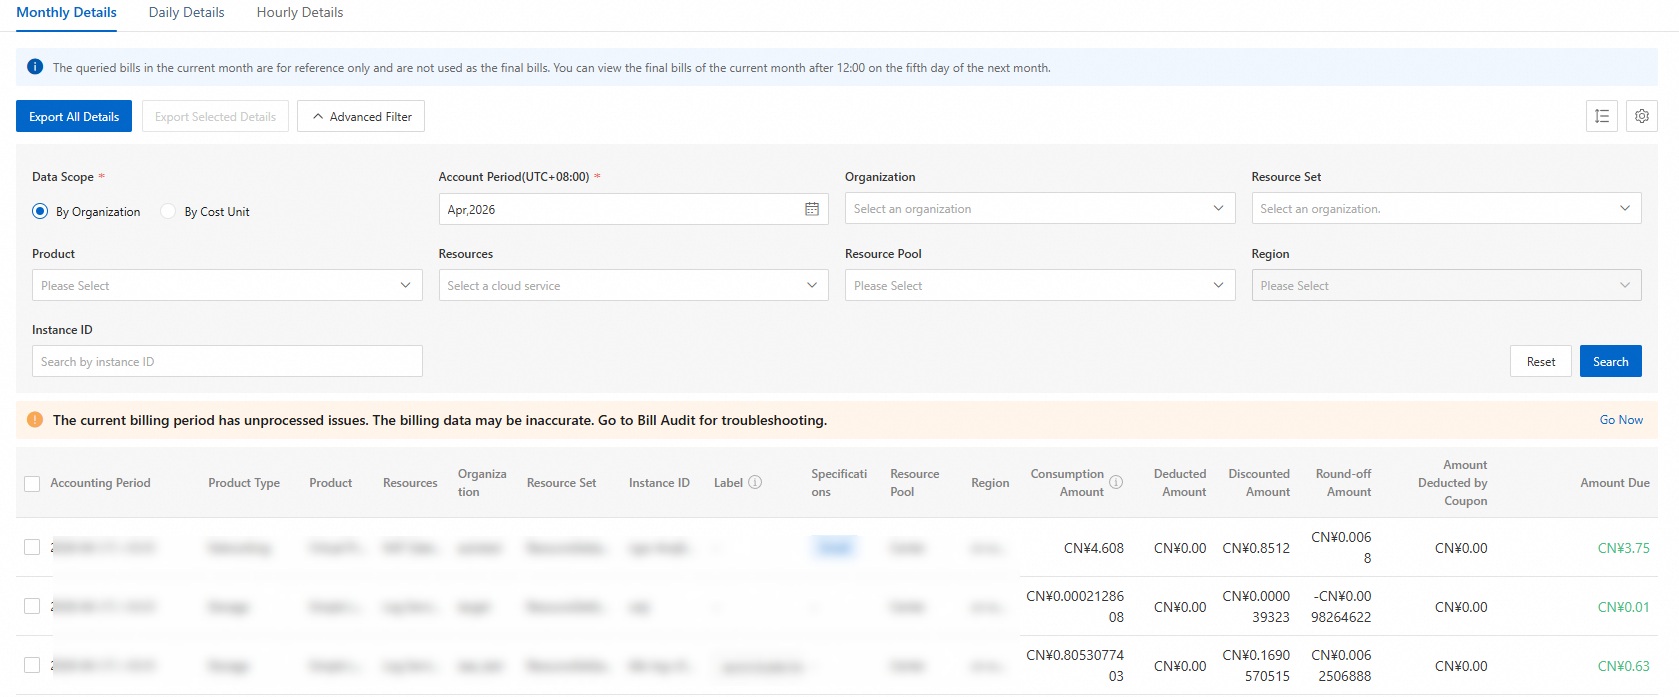 Monthly Details Daily Details Hourly Details
The queried bills in the current month are for reference only and are not used as the final bills. You can view the final bills of the current month after 12:00 on the fifth day of the next month.
Export All Details Export Selected Details Advanced Filter
Data Scope * Account Period(UTC+08:00) * Organization Resource Set
By Organization By Cost Unit Apr,2026 Select an organization Select an organization.
Product Resources Resource Pool Region
Please Select Select a cloud service Please Select Please Select
Instance ID
Search by instance ID Reset Search
The current billing period has unprocessed issues. The billing data may be inaccurate. Go to Bill Audit for troubleshooting. Go Now
Accounting Period Product Type Product Resources Organiza
tion Resource Set Instance ID Label Specificati
ons Resource
Pool Region Consumption
Amount Deducted
Amount Discounted
Amount Round-off
Amount Amount
Deducted by
Coupon Amount Due
CN¥4.608 CN¥0.00 CN¥0.8512 CN¥0.006
8 CN¥0.00 CN¥3.75
CN¥0.00021286
08 CN¥0.00 CN¥0.0000
39323 -CN¥0.00
98264622 CN¥0.00 CN¥0.01
CN¥0.80530774
03 CN¥0.00 CN¥0.1690
570515 CN¥0.006
2506888 CN¥0.00 CN¥0.63